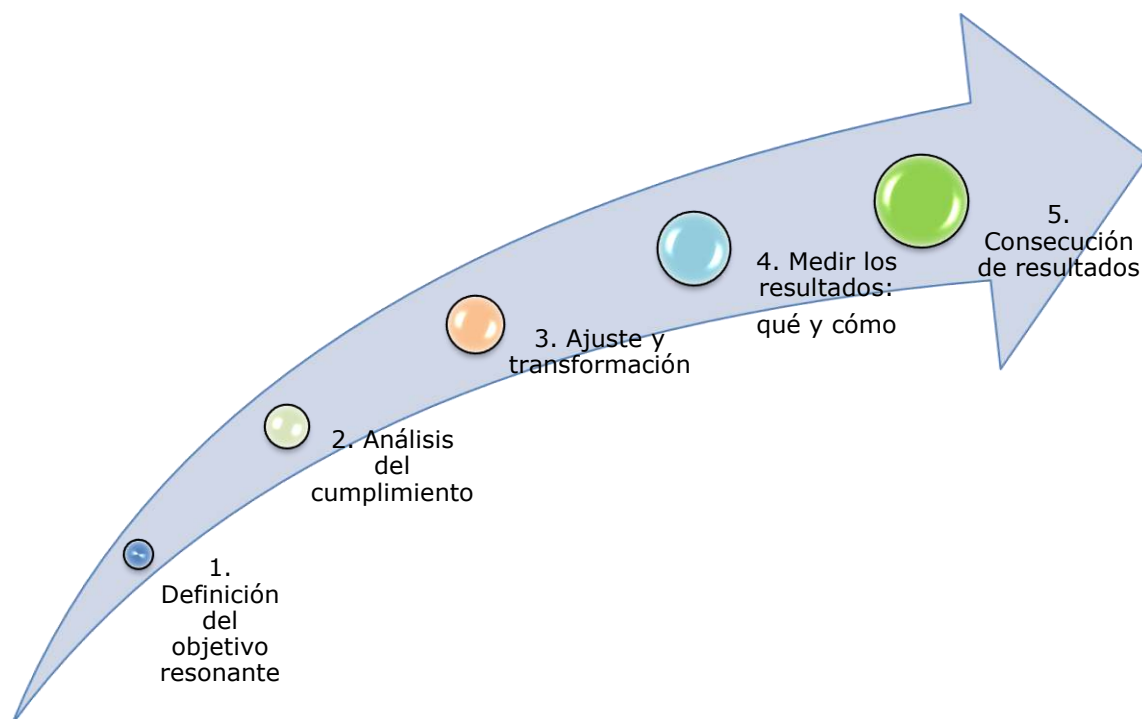 1.
Definición
del
objetivo
resonante
2. Análisis
del
cumplimiento
3. Ajuste y
transformación
4. Medir los
resultados:
qué y cómo
5.
Consecución
de resultados